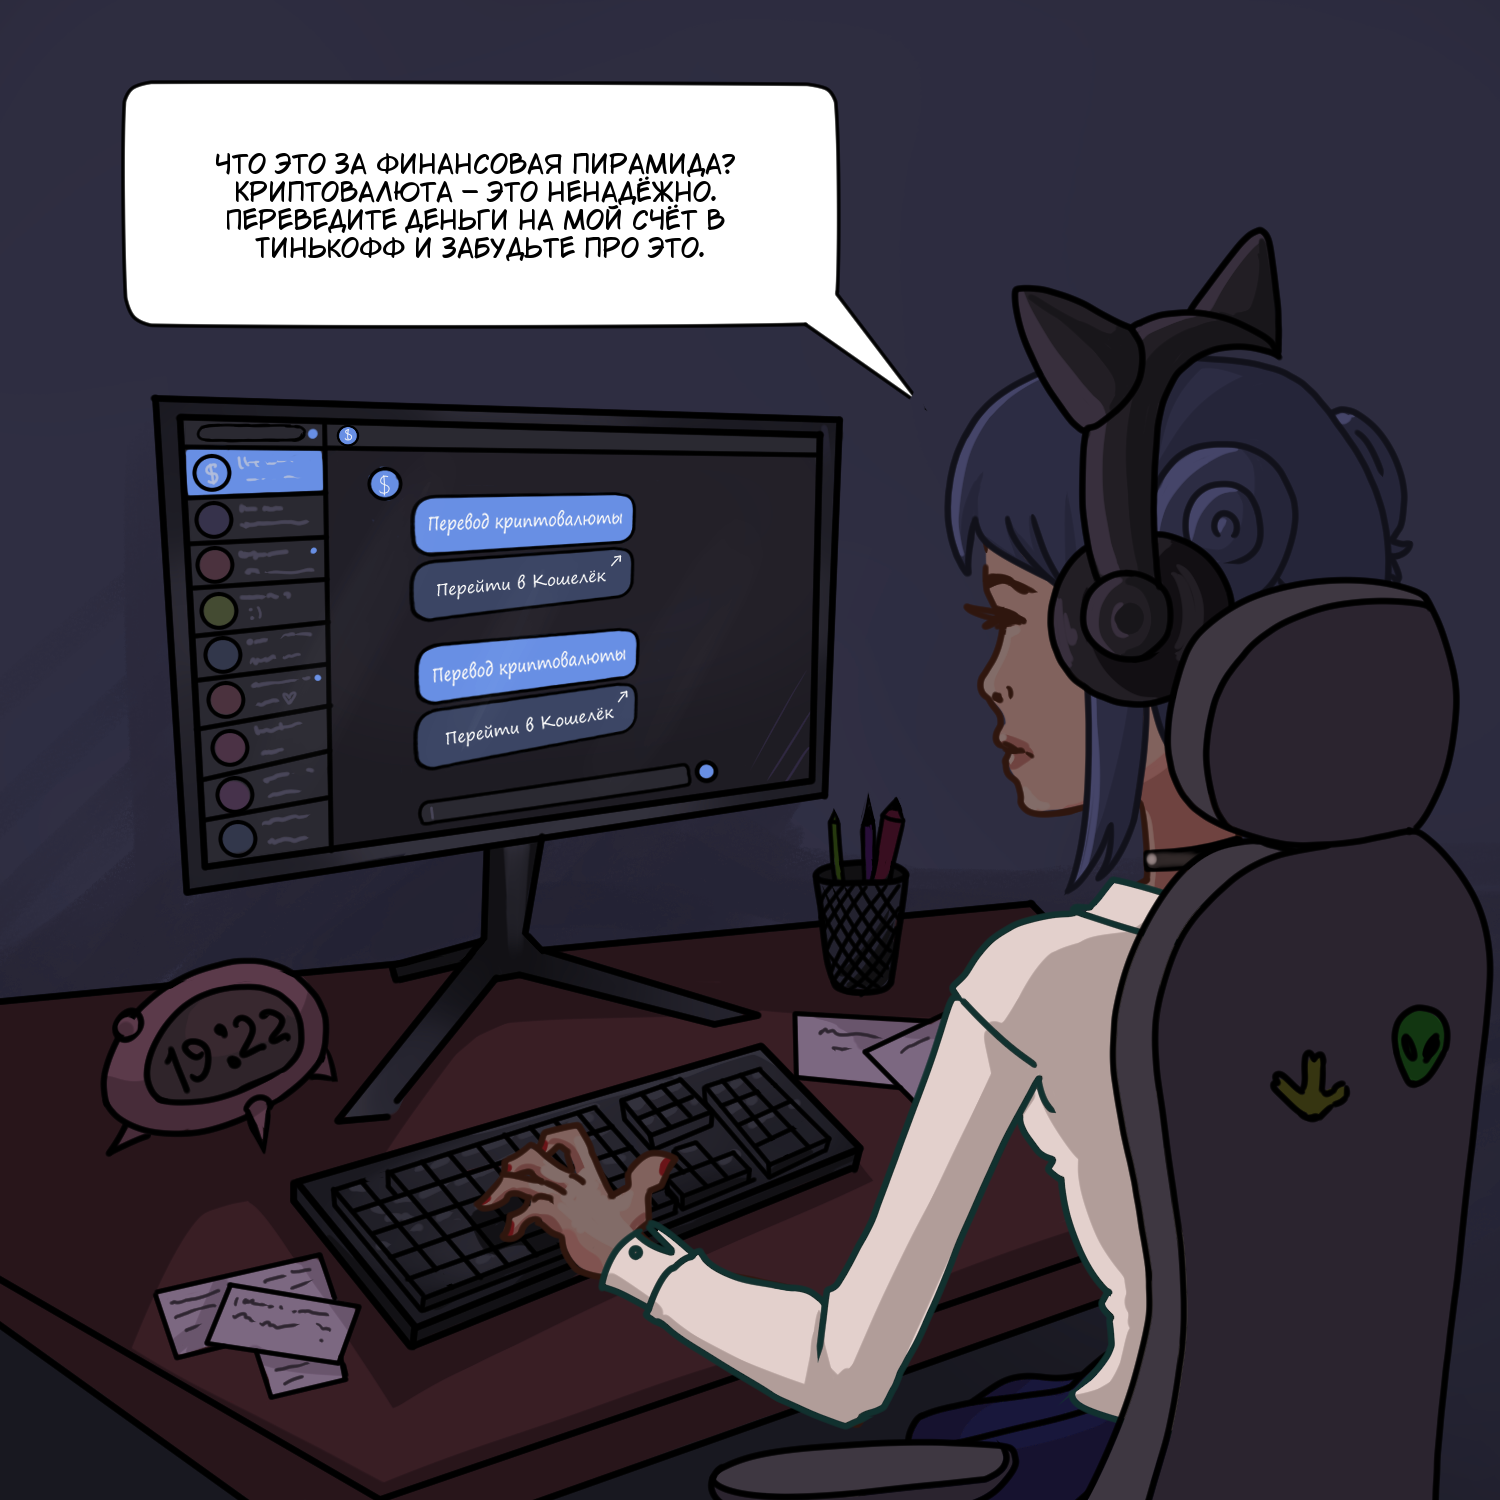 ЧТО ЭТО ЗА ФИНАНСОВАЯ ПИРАМИДА?
КРИПТОВАЛЮТА – ЭТО НЕНАДЁЖНО.
ПЕРЕВЕДИТЕ ДЕНЬГИ НА МОЙ СЧЁТ В
ТИНЬКОФФ И ЗАБУДЬТЕ ПРО ЭТО.
$
$
$
Перевод криптовалюты
Перейти в Кошелёк
:)
Перевод криптовалюты
Перейти в Кошелёк
19:22